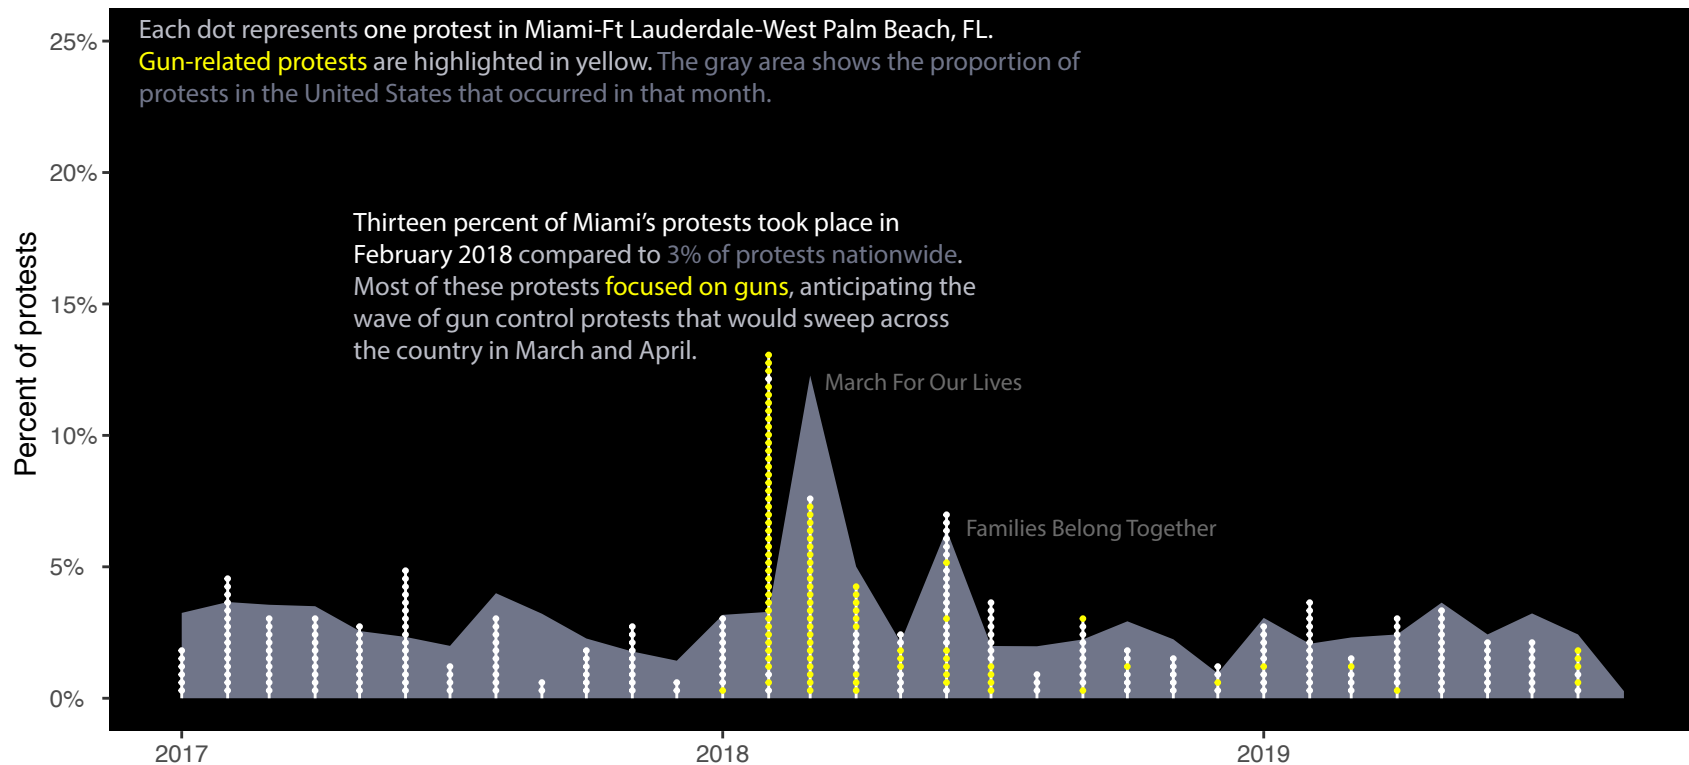 Each dot represents one protest in Miami-Ft Lauderdale-West Palm Beach, FL.
Gun-related protests are highlighted in yellow. The gray area shows the proportion of
protests in the United States that occurred in that month.
25%
20%
15%
10%
5%
0%
Percent of protests
Thirteen percent of Miami's protests took place in
February 2018 compared to 3% of protests nationwide.
Most of these protests focused on guns, anticipating the
wave of gun control protests that would sweep across
the country in March and April.
March For Our Lives
Families Belong Together
2017
2018
2019